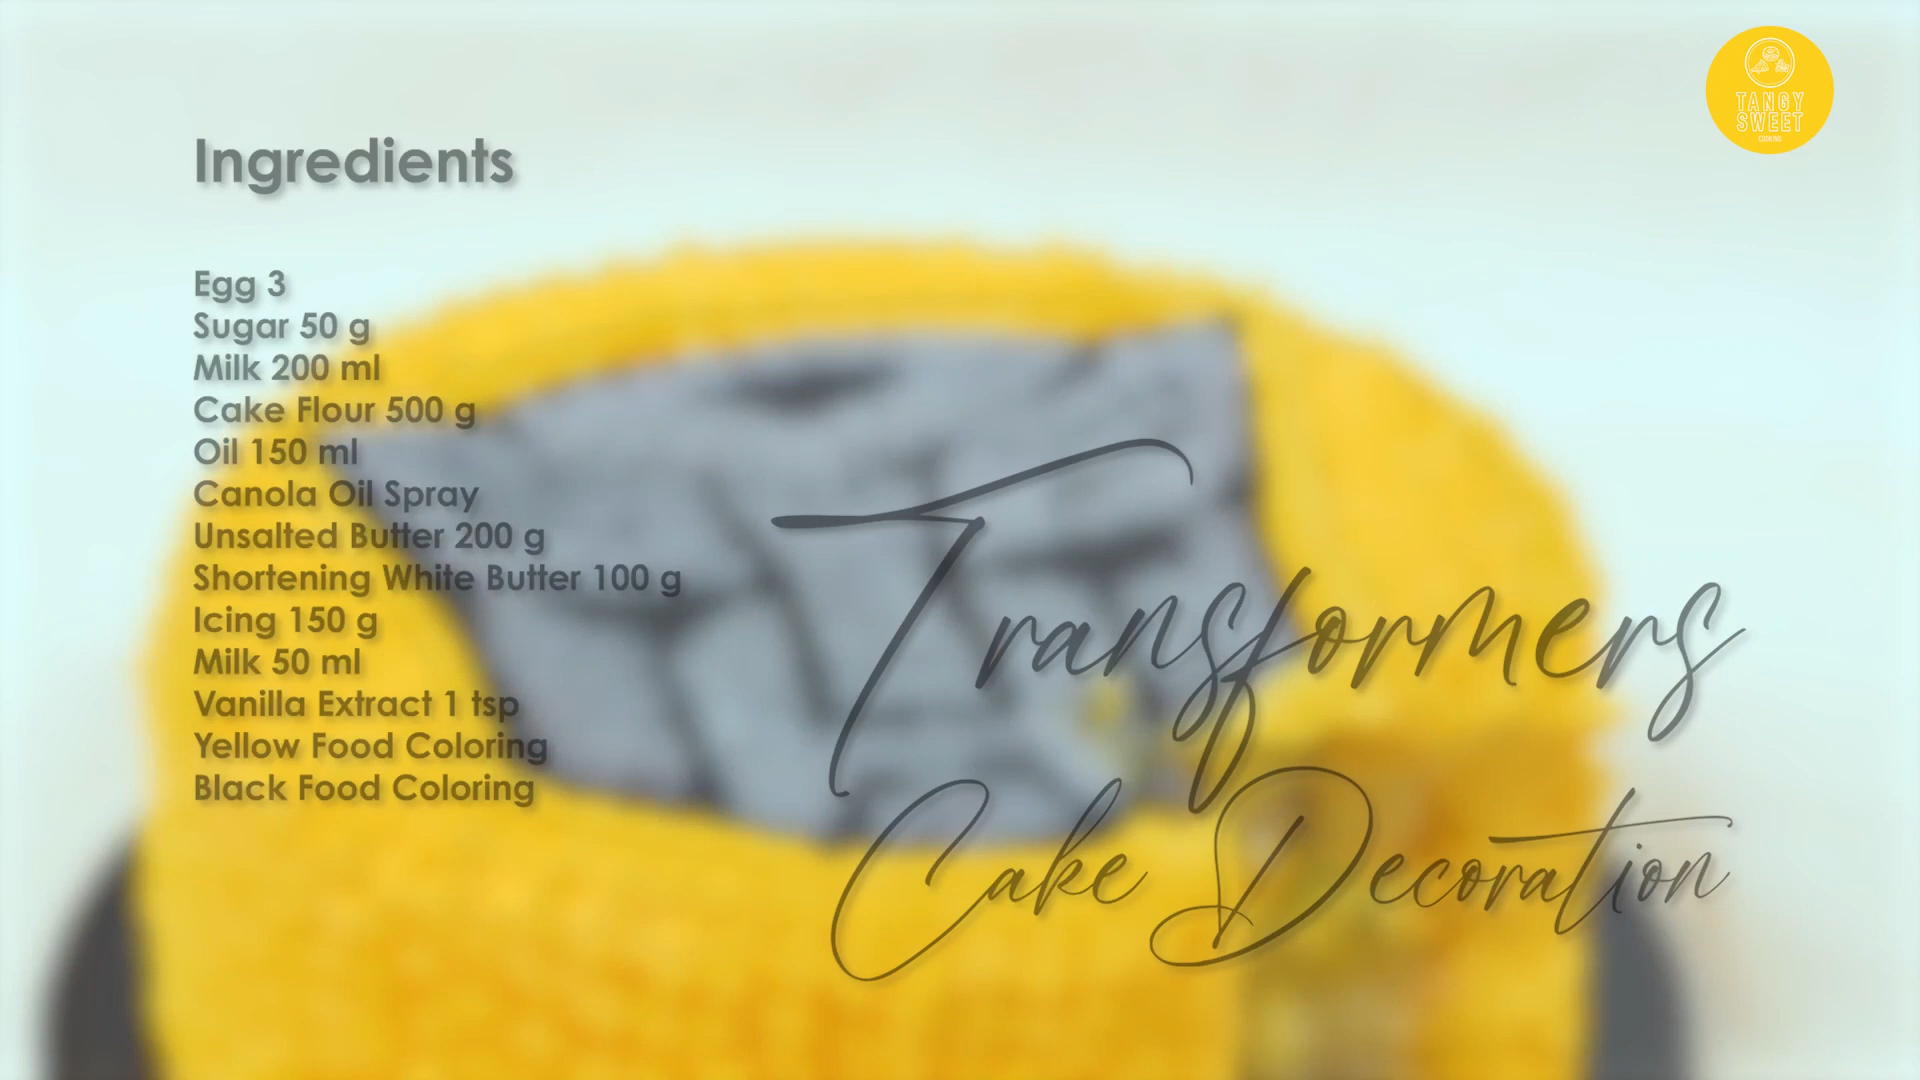 TANGY
SWEET
COOKING
Ingredients
Egg 3
Sugar 50 g
Milk 200 ml
Cake Flour 500 g
Oil 150 ml
Canola Oil Spray
Unsalted Butter 200 g
Shortening White Butter 100 g
Icing 150 g
Milk 50 ml
Vanilla Extract 1 tsp
Yellow Food Coloring
Black Food Coloring
Transformers
Cake Decoration